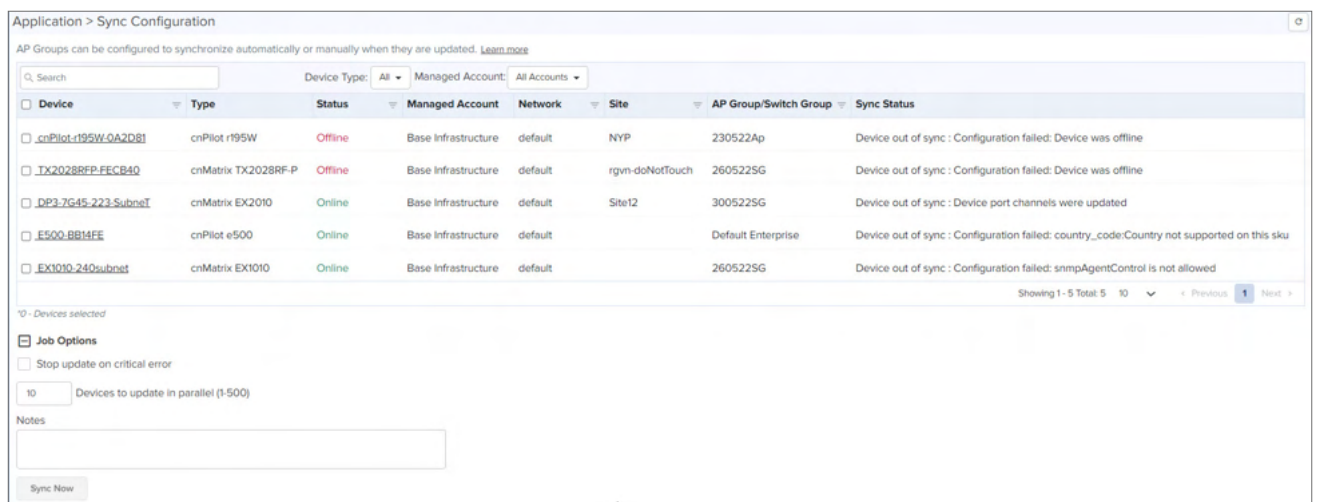 Application > Sync Configuration
AP Groups can be configured to synchronize automatically or manually when they are updated. Learn more
Search Device Type: All Managed Account: All Accounts
Device Type Status Managed Account Network Site AP Group/Switch Group Sync Status
cnPilot-r195W-0A2D81 cnPilot r195W Offline Base Infrastructure default NYP 230522Ap Device out of sync : Configuration failed: Device was offline
TX2028RFP-FECB40 cnMatrix TX2028RF-P Offline Base Infrastructure default rgvn-doNotTouch 260522SG Device out of sync : Configuration failed: Device was offline
DP3-7G45-223-SubneT cnMatrix EX2010 Online Base Infrastructure default Site12 300522SG Device out of sync : Device port channels were updated
E500-BB14FE cnPilot e500 Online Base Infrastructure default Default Enterprise Device out of sync : Configuration failed: country_code:Country not supported on this sku
EX1010-240subnet cnMatrix EX1010 Online Base Infrastructure default 260522SG Device out of sync : Configuration failed: snmpAgentControl is not allowed
Showing 1 - 5 Total: 5 10 < Previous 1 Next >
*0 - Devices selected
Job Options
Stop update on critical error
10 Devices to update in parallel (1-500)
Notes
Sync Now